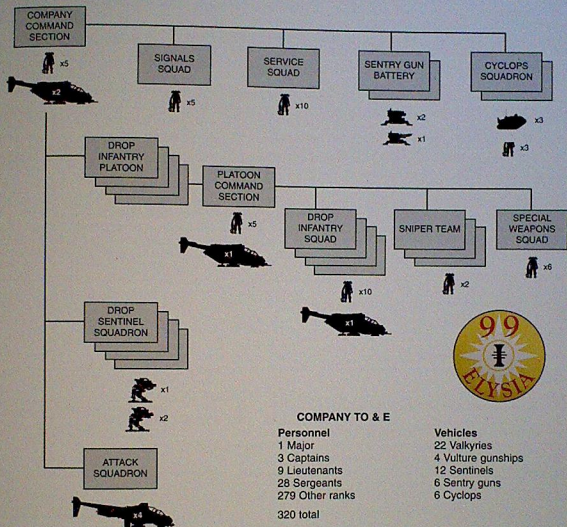 COMPANY
COMMAND
SECTION
x5
x2
SIGNALS
SQUAD
x5
SERVICE
SQUAD
x10
SENTRY GUN
BATTERY
x2
x1
CYCLOPS
SQUADRON
x3
x3
DROP
INFANTRY
PLATOON
PLATOON
COMMAND
SECTION
x5
x1
DROP
INFANTRY
SQUAD
x10
x1
SNIPER TEAM
x2
SPECIAL
WEAPONS
SQUAD
x6
DROP
SENTINEL
SQUADRON
x1
x2
ATTACK
SQUADRON
x4
99
ELYSIA
COMPANY TO & E
Personnel
1 Major
3 Captains
9 Lieutenants
28 Sergeants
279 Other ranks
320 total
Vehicles
22 Valkyries
4 Vulture gunships
12 Sentinels
6 Sentry guns
6 Cyclops